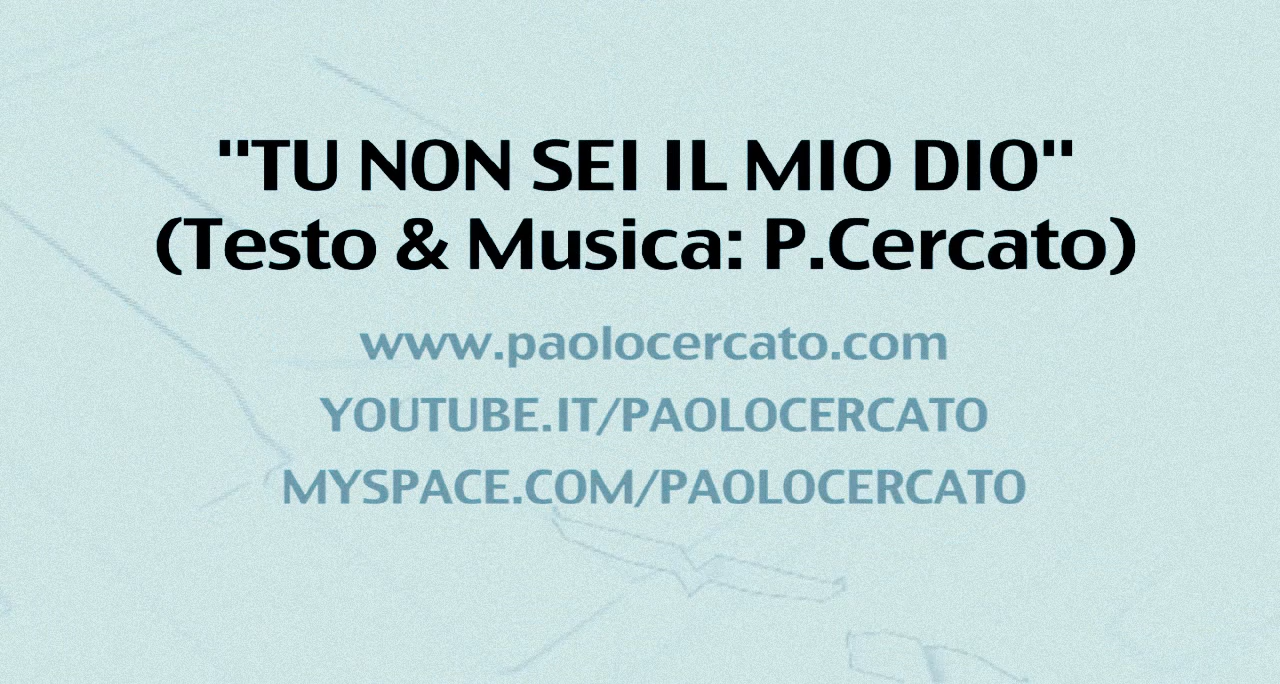 "TU NON SEI IL MIO DIO"
(Testo & Musica: P.Cercato)
www.paolocercato.com
YOUTUBE.IT/PAOLOCERCATO
MYSPACE.COM/PAOLOCERCATO